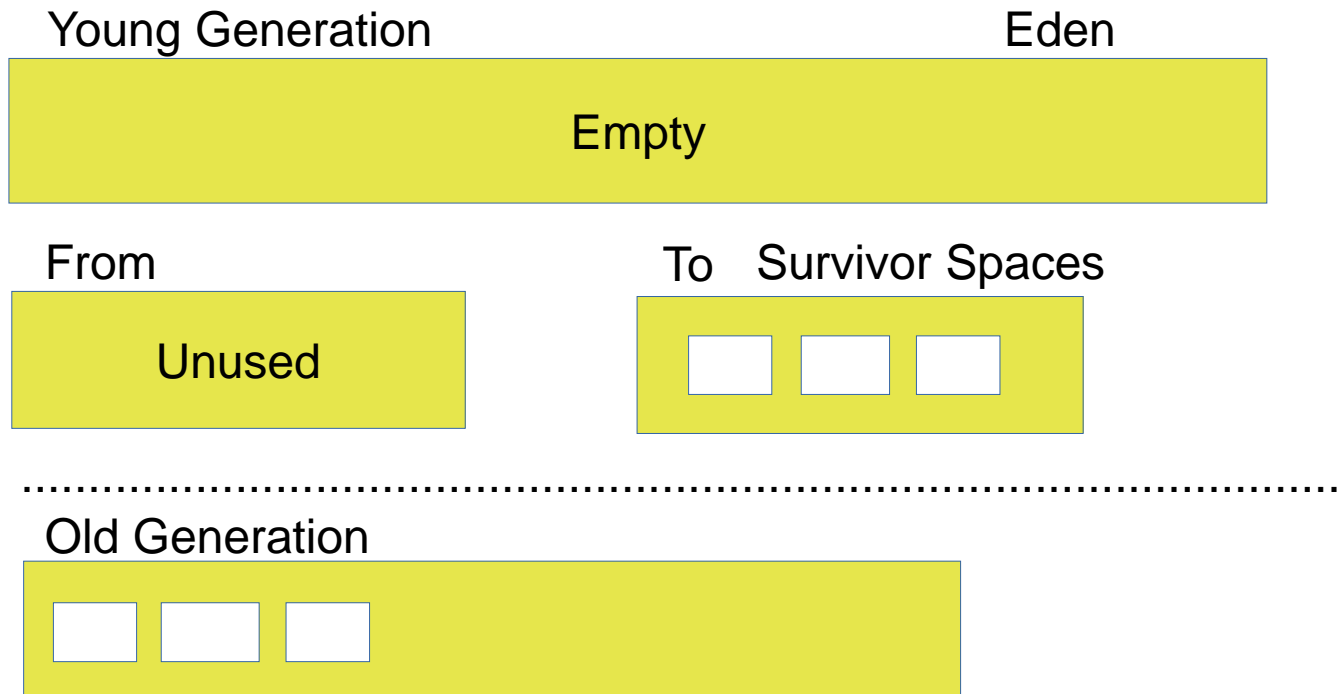 Young Generation Eden
Empty
From To Survivor Spaces
Unused
Old Generation